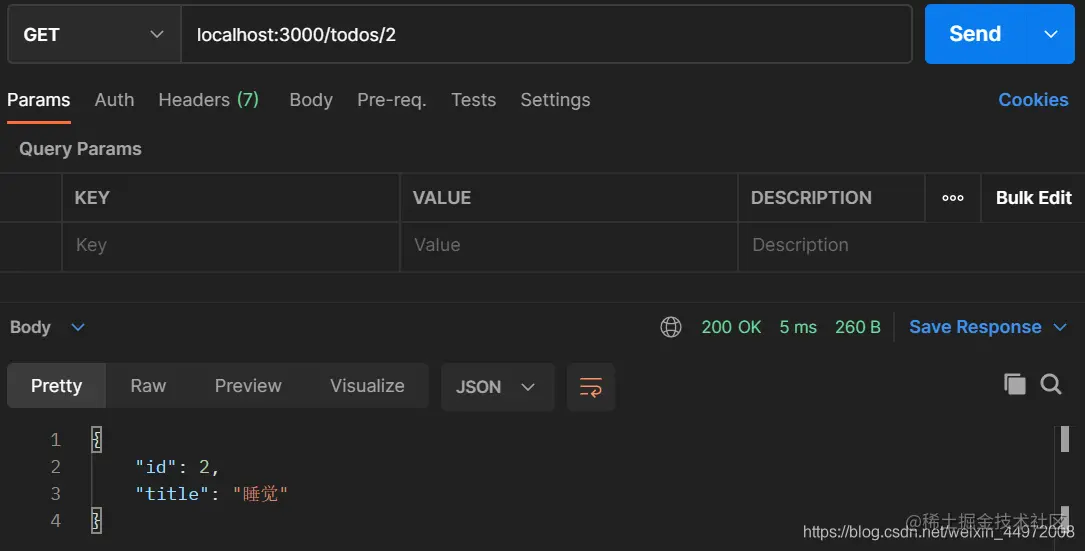 GET localhost:3000/todos/2 Send
Params Auth Headers (7) Body Pre-req. Tests Settings Cookies
Query Params
KEY VALUE DESCRIPTION ooo Bulk Edit
Key Value Description
Body 200 OK 5 ms 260 B Save Response
Pretty Raw Preview Visualize JSON
1 {
2 "id": 2,
3 "title": "睡觉"
4 }
@稀土掘金技术社区
https://blog.csdn.net/weixin_44972008